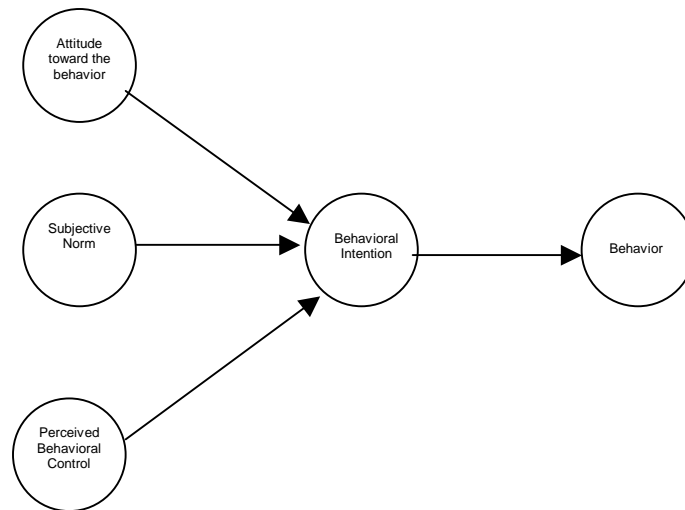 Attitude
toward the
behavior
Subjective
Norm
Behavioral
Intention
Behavior
Perceived
Behavioral
Control